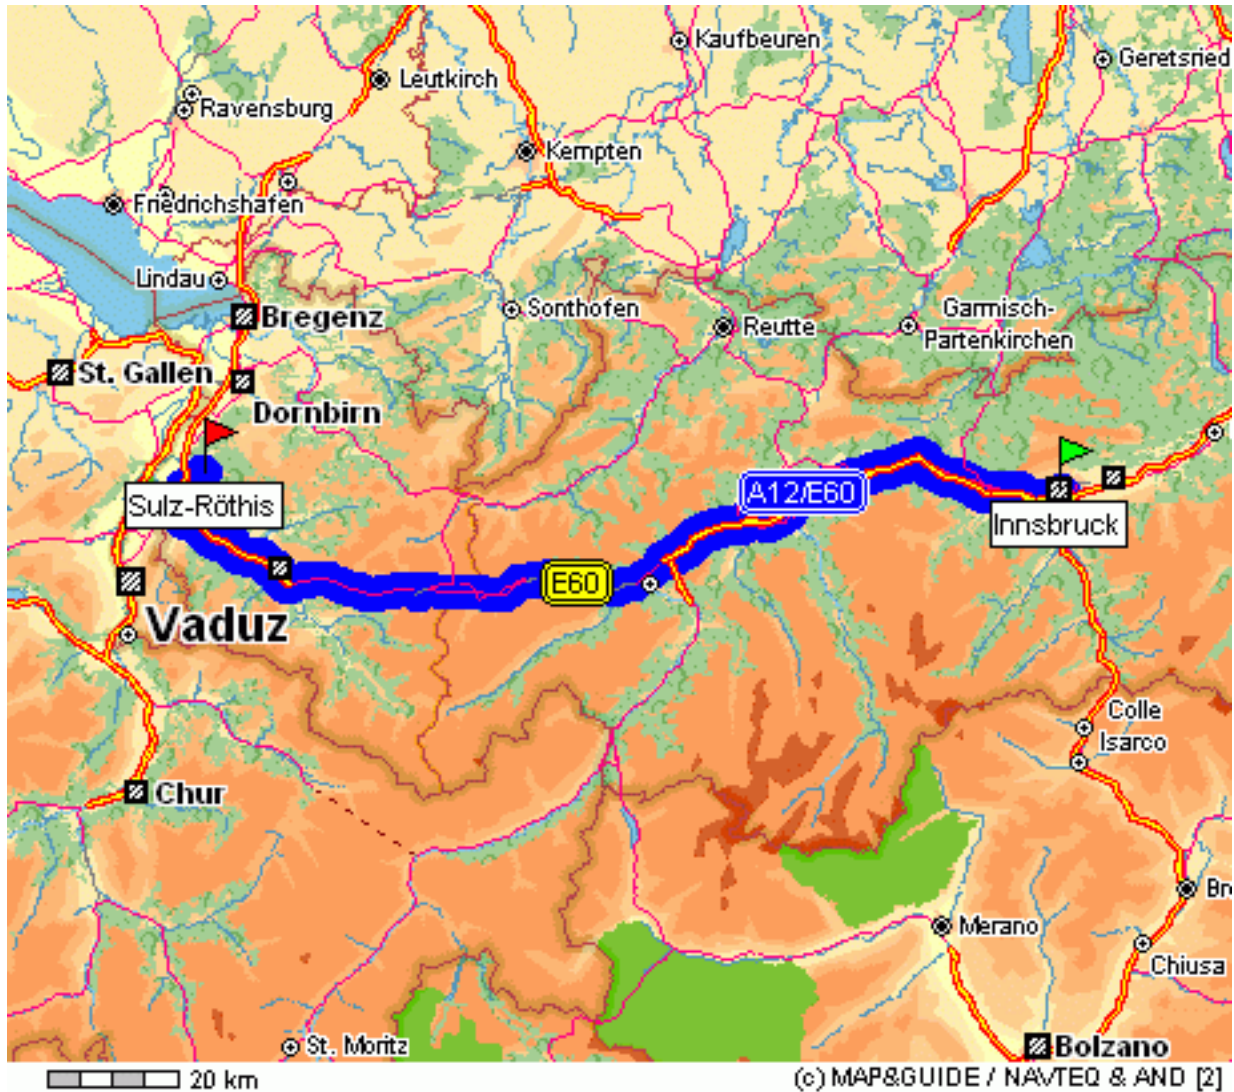 Kaufbeuren
Geretsried
Leutkirch
Ravensburg
Kempten
Friedrichshafen
Lindau
Sonthofen
Garmisch-
Partenkirchen
Bregenz
Reutte
St. Gallen
Dornbirn
A12/E60
Sulz-Röthis
Innsbruck
E60
Vaduz
Colle
Isarco
Chur
Bre
Merano
Chiusa
St. Moritz
Bolzano
20 km
(c) MAP&GUIDE / NAVTEQ & AND [2]